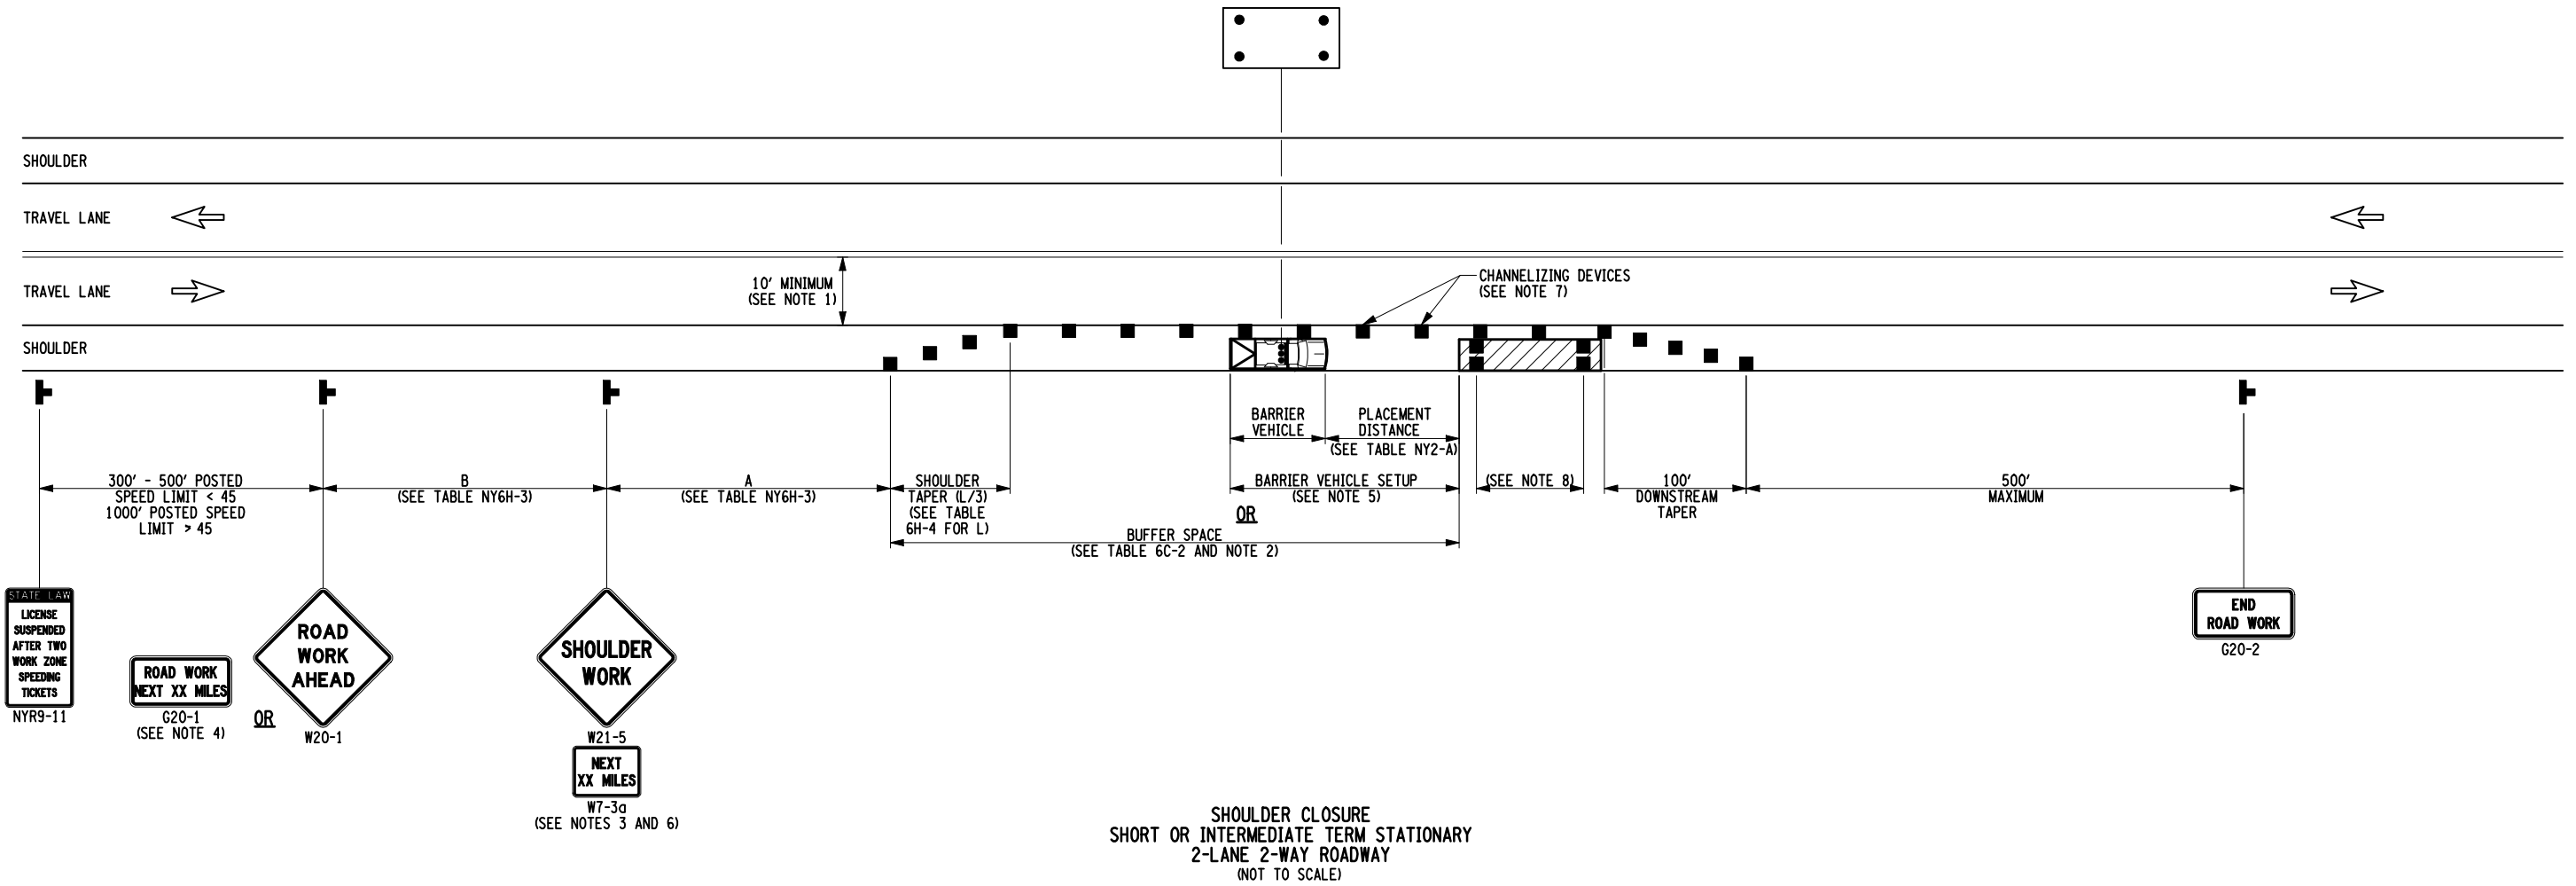 SHOULDER
TRAVEL LANE
TRAVEL LANE
SHOULDER
10' MINIMUM
(SEE NOTE 1)
CHANNELIZING DEVICES
(SEE NOTE 7)
BARRIER
VEHICLE
PLACEMENT
DISTANCE
(SEE TABLE NY2-A)
300' - 500' POSTED
SPEED LIMIT < 45
1000' POSTED SPEED
LIMIT > 45
B
(SEE TABLE NY6H-3)
A
(SEE TABLE NY6H-3)
SHOULDER
TAPER (L/3)
(SEE TABLE
6H-4 FOR L)
BARRIER VEHICLE SETUP
(SEE NOTE 5)
OR
BUFFER SPACE
(SEE TABLE 6C-2 AND NOTE 2)
(SEE NOTE 8)
100'
DOWNSTREAM
TAPER
500'
MAXIMUM
STATE LAW
LICENSE
SUSPENDED
AFTER TWO
WORK ZONE
SPEEDING
TICKETS
NYR9-11
ROAD WORK
NEXT XX MILES
G20-1
(SEE NOTE 4)
OR
ROAD
WORK
AHEAD
W20-1
SHOULDER
WORK
W21-5
NEXT
XX MILES
W7-3a
(SEE NOTES 3 AND 6)
END
ROAD WORK
G20-2
SHOULDER CLOSURE
SHORT OR INTERMEDIATE TERM STATIONARY
2-LANE 2-WAY ROADWAY
(NOT TO SCALE)